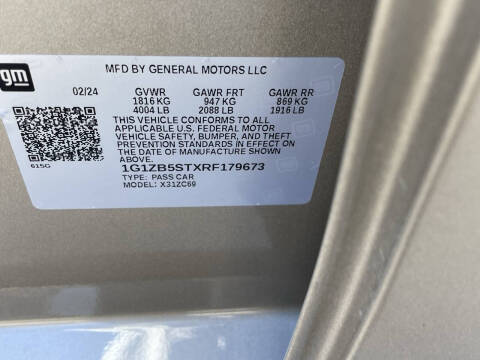 gm
MFD BY GENERAL MOTORS LLC
02/24 GVWR GAWR FRT GAWR RR
1816 KG 947 KG 869 KG
4004 LB 2088 LB 1916 LB
THIS VEHICLE CONFORMS TO ALL
APPLICABLE U.S. FEDERAL MOTOR
VEHICLE SAFETY, BUMPER, AND THEFT
PREVENTION STANDARDS IN EFFECT ON
THE DATE OF MANUFACTURE SHOWN
ABOVE.
1G1ZB5STXRF179673
TYPE: PASS CAR
MODEL: X31ZC69
615G